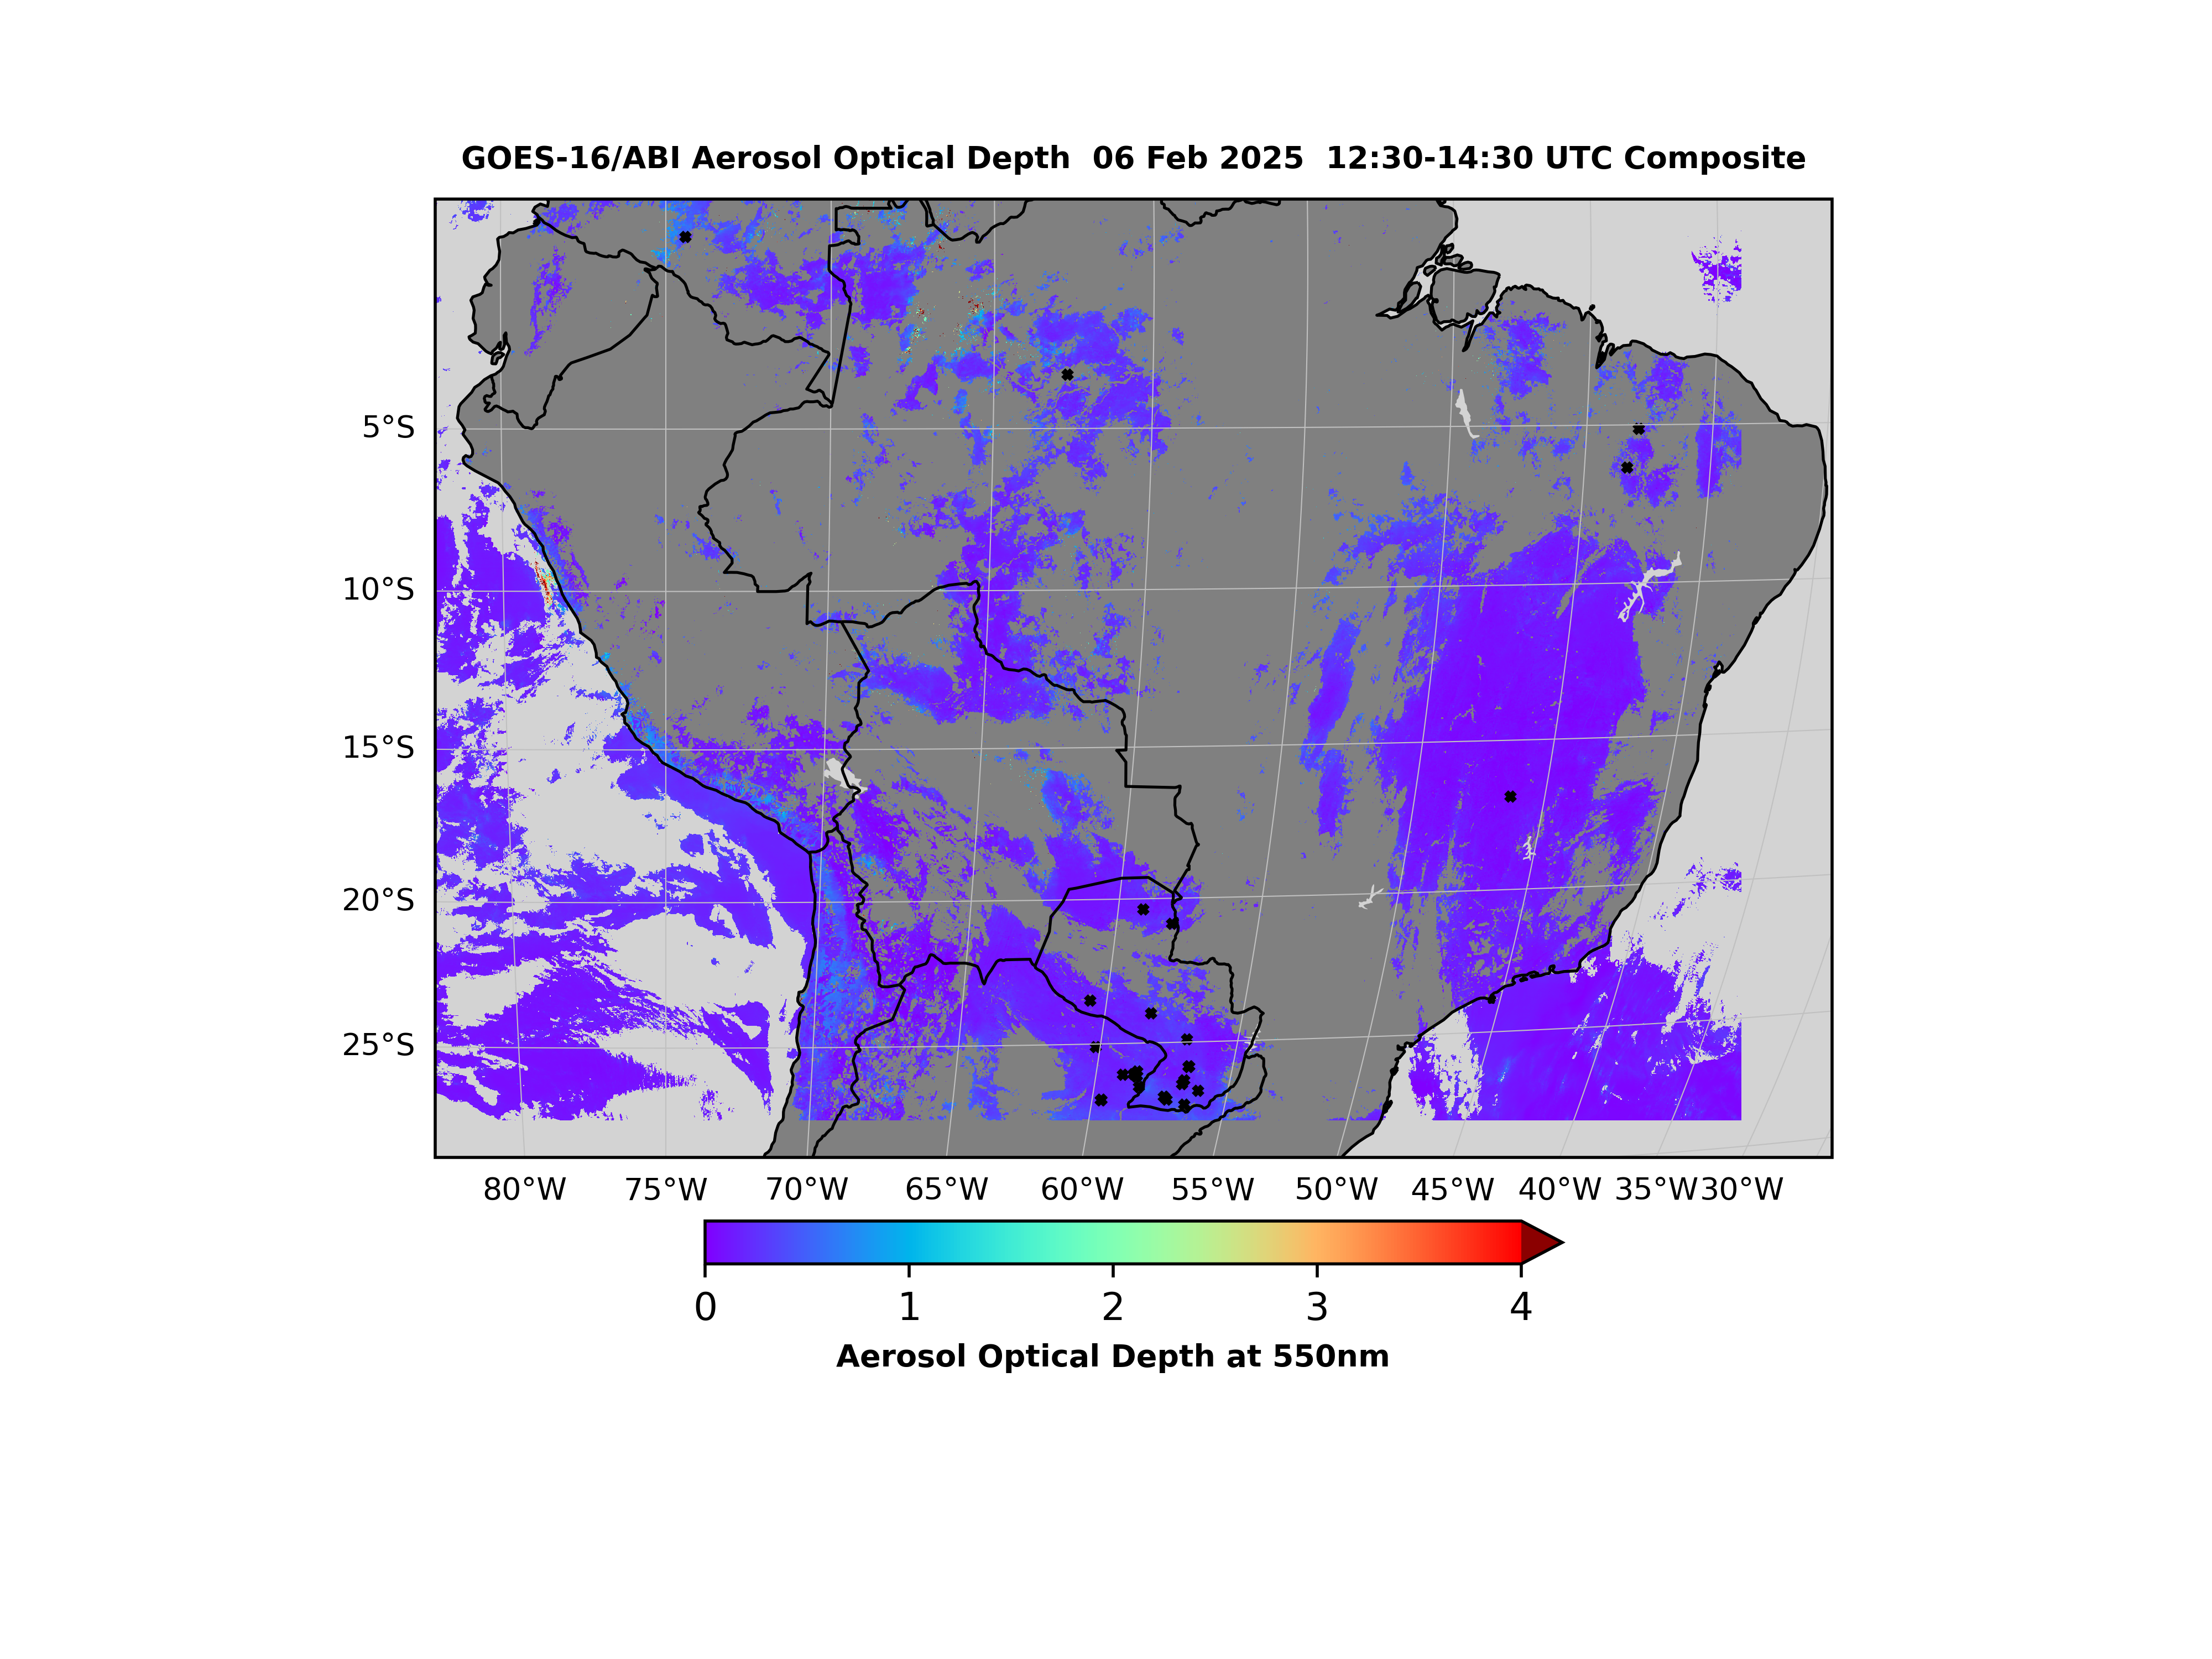 GOES-16/ABI Aerosol Optical Depth  06 Feb 2025  12:30-14:30 UTC Composite
5°S
10°S
15°S
20°S
25°S
80°W 75°W 70°W 65°W 60°W 55°W 50°W 45°W 40°W 35°W 30°W
0 1 2 3 4
Aerosol Optical Depth at 550nm